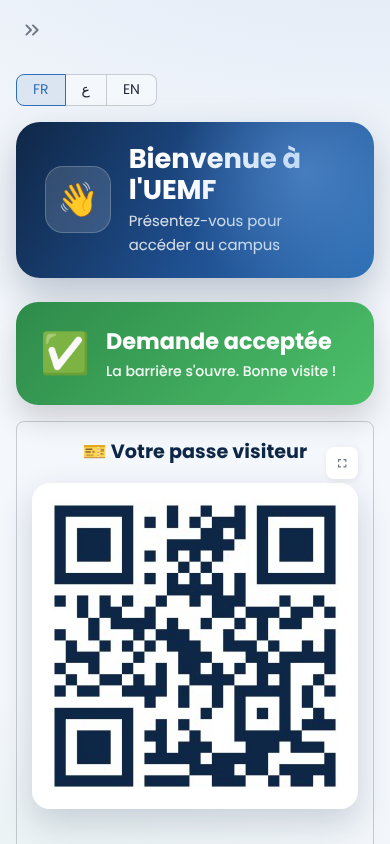 FR ع EN
Bienvenue à
l'UEMF
Présentez-vous pour
accéder au campus
Demande acceptée
La barrière s'ouvre. Bonne visite !
Votre passe visiteur